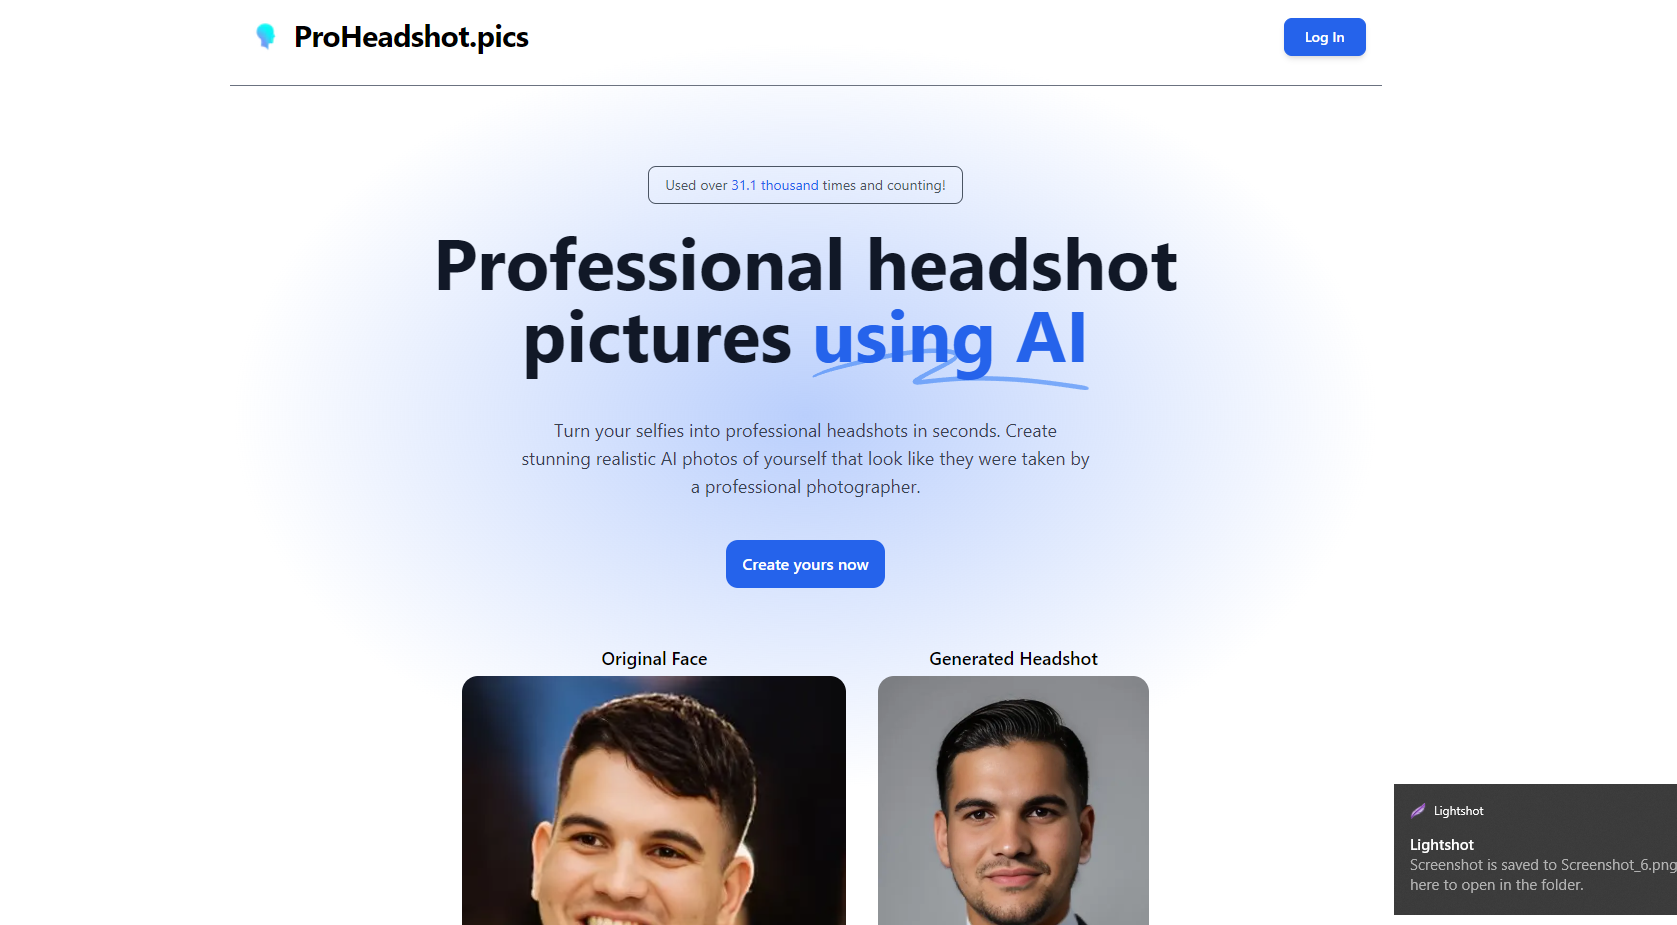 ProHeadshot.pics
Log In
Used over 31.1 thousand times and counting!
Professional headshot
pictures using AI
Turn your selfies into professional headshots in seconds. Create
stunning realistic AI photos of yourself that look like they were taken by
a professional photographer.
Create yours now
Original Face
Generated Headshot
Lightshot
Lightshot
Screenshot is saved to Screenshot_6.png
here to open in the folder.